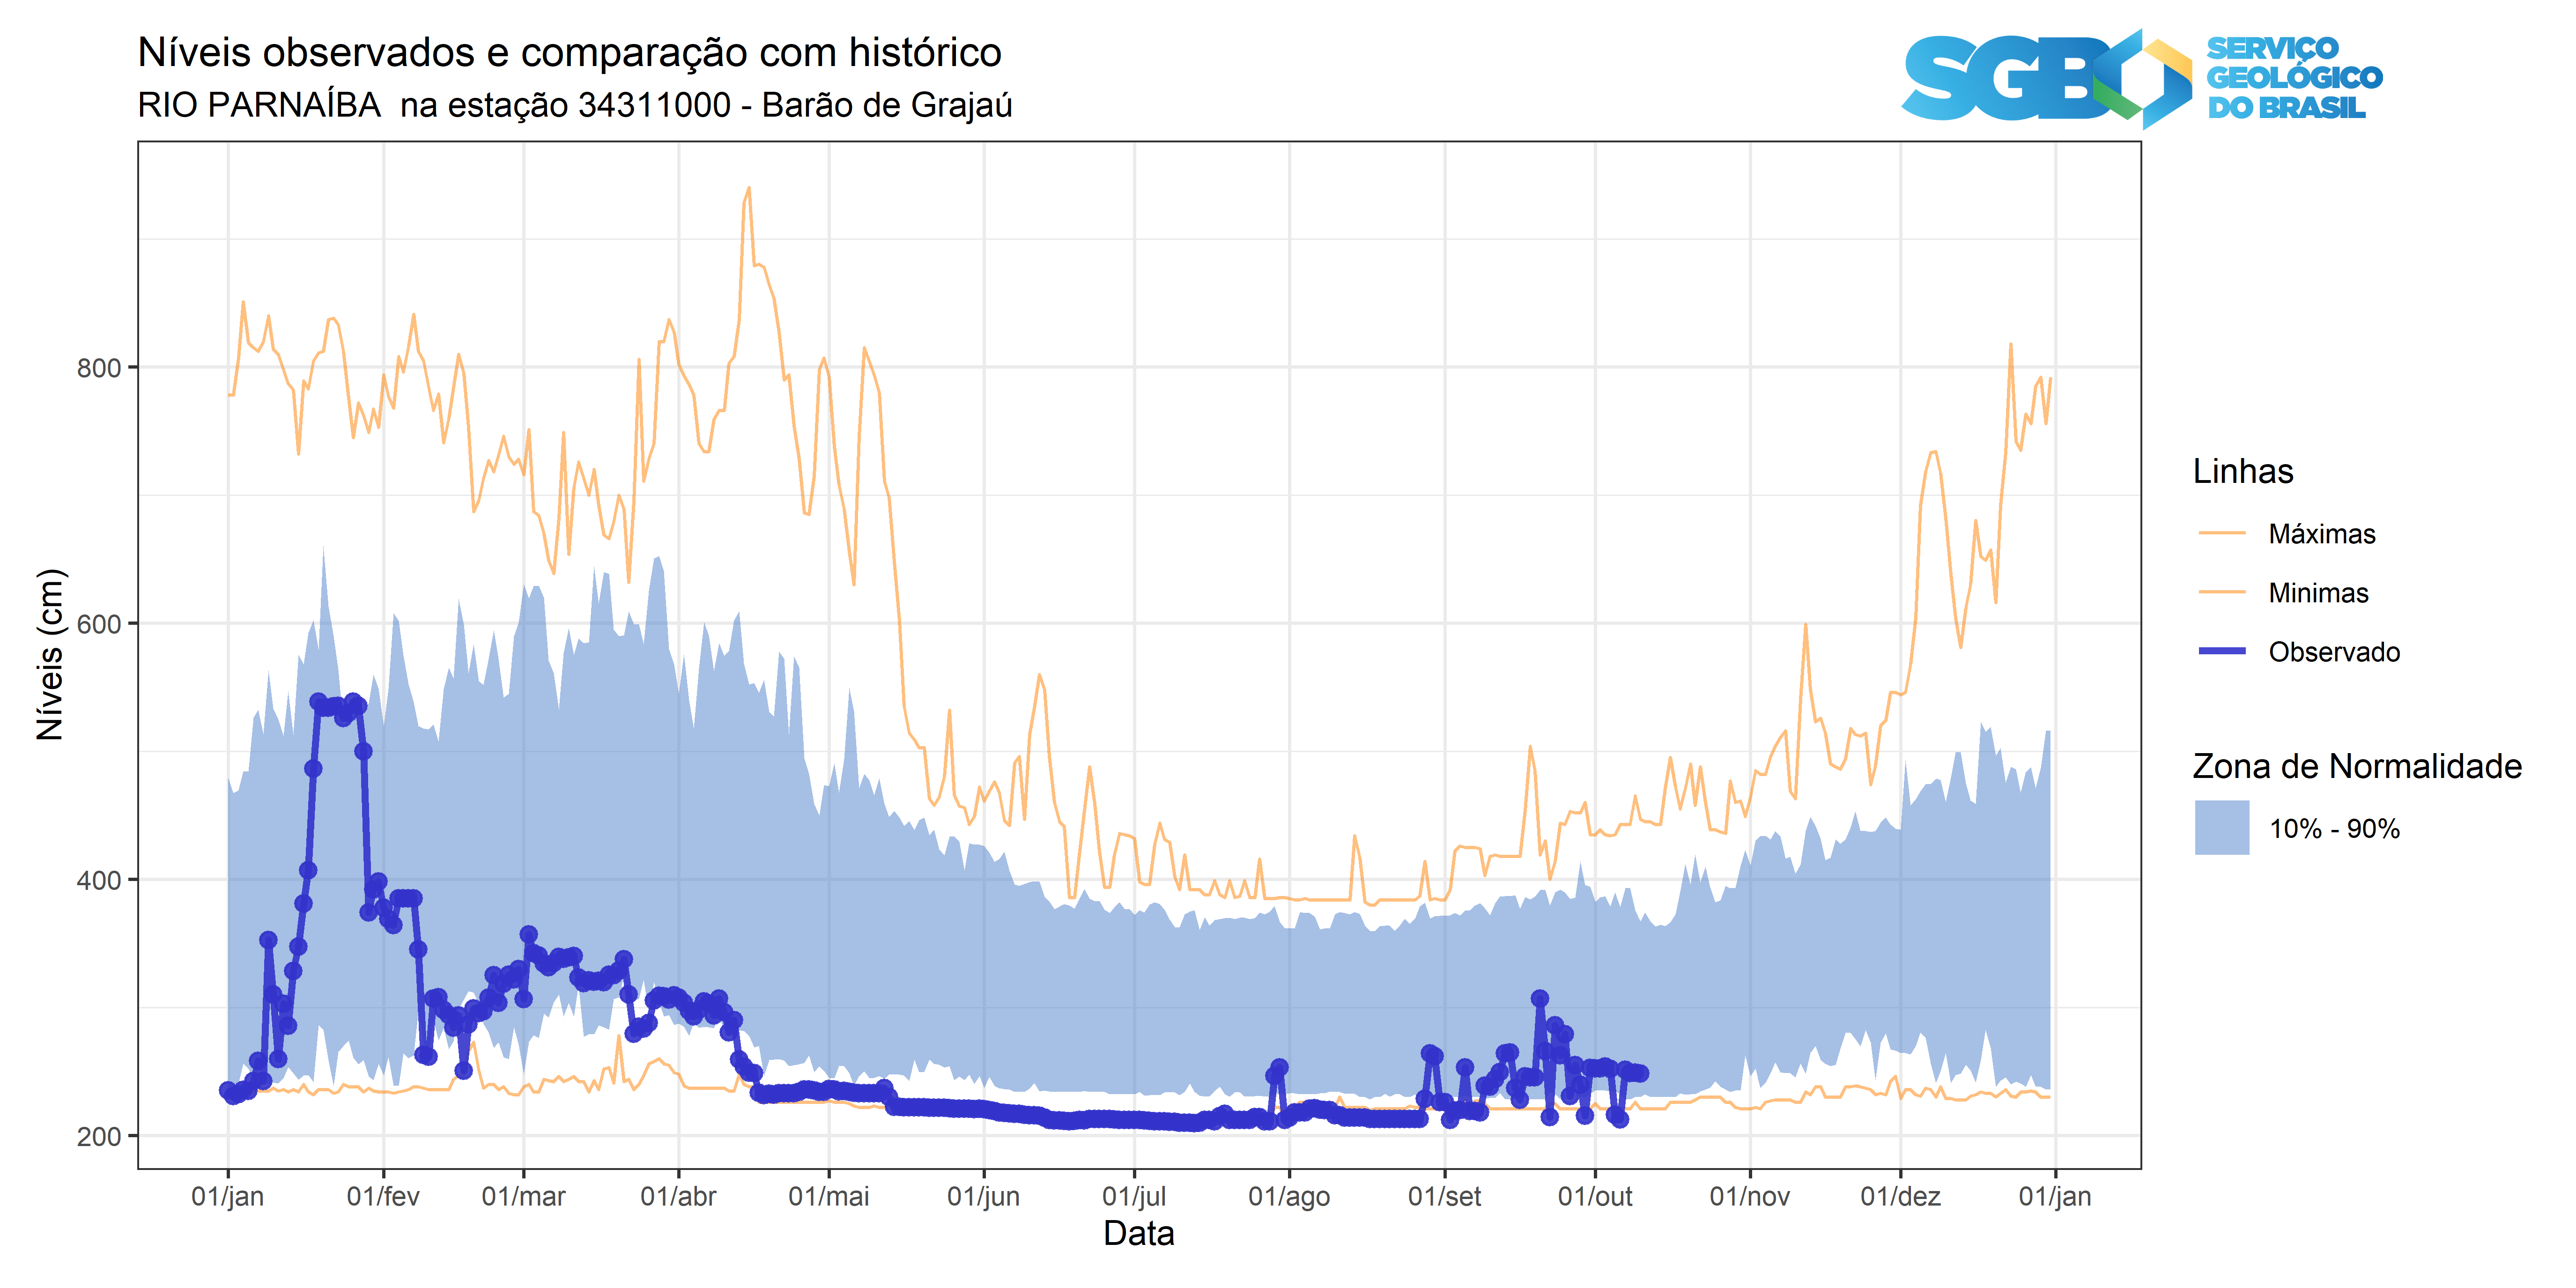 Níveis observados e comparação com histórico
RIO PARNAÍBA  na estação 34311000 - Barão de Grajaú
SGB
SERVIÇO
GEOLÓGICO
DO BRASIL
Níveis (cm)
800
600
400
200
01/jan
01/fev
01/mar
01/abr
01/mai
01/jun
01/jul
01/ago
01/set
01/out
01/nov
01/dez
01/jan
Data
Linhas
Máximas
Minimas
Observado
Zona de Normalidade
10% - 90%